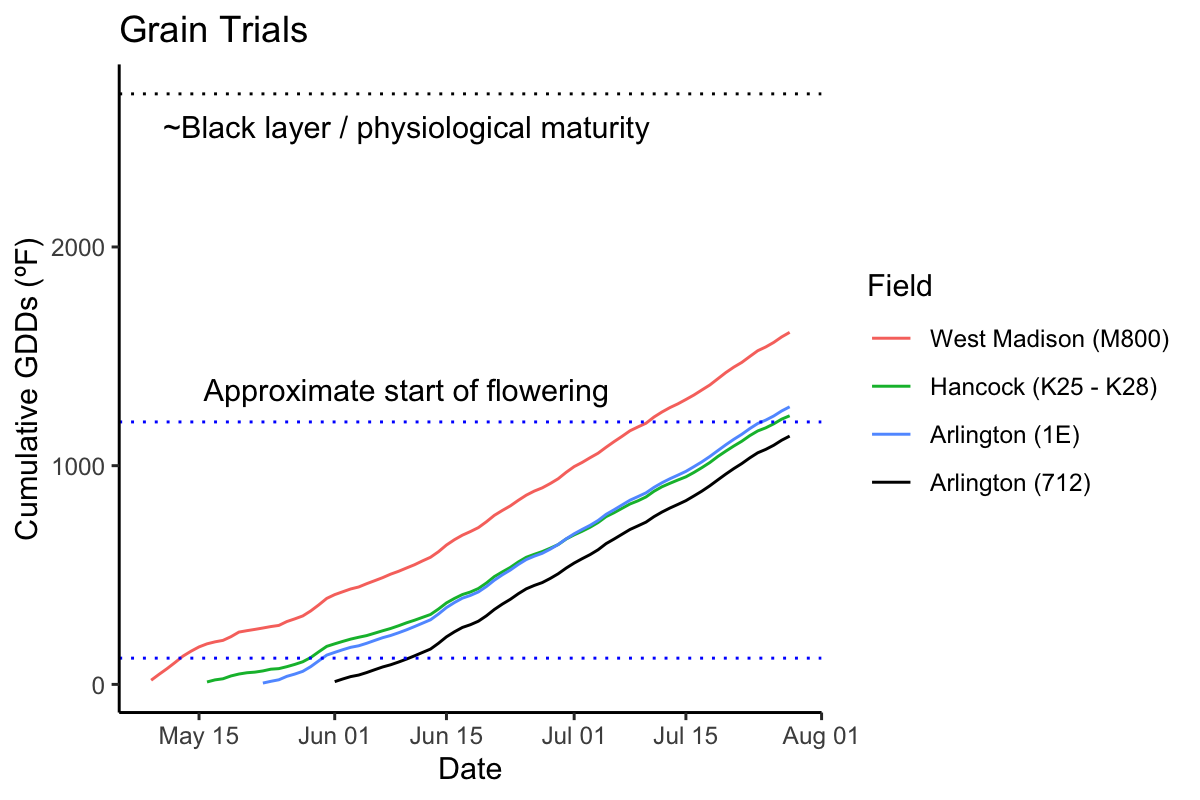 Grain Trials
~Black layer / physiological maturity
Approximate start of flowering
Cumulative GDDs (ºF)
2000
1000
0
May 15
Jun 01
Jun 15
Jul 01
Jul 15
Aug 01
Date
Field
West Madison (M800)
Hancock (K25 - K28)
Arlington (1E)
Arlington (712)